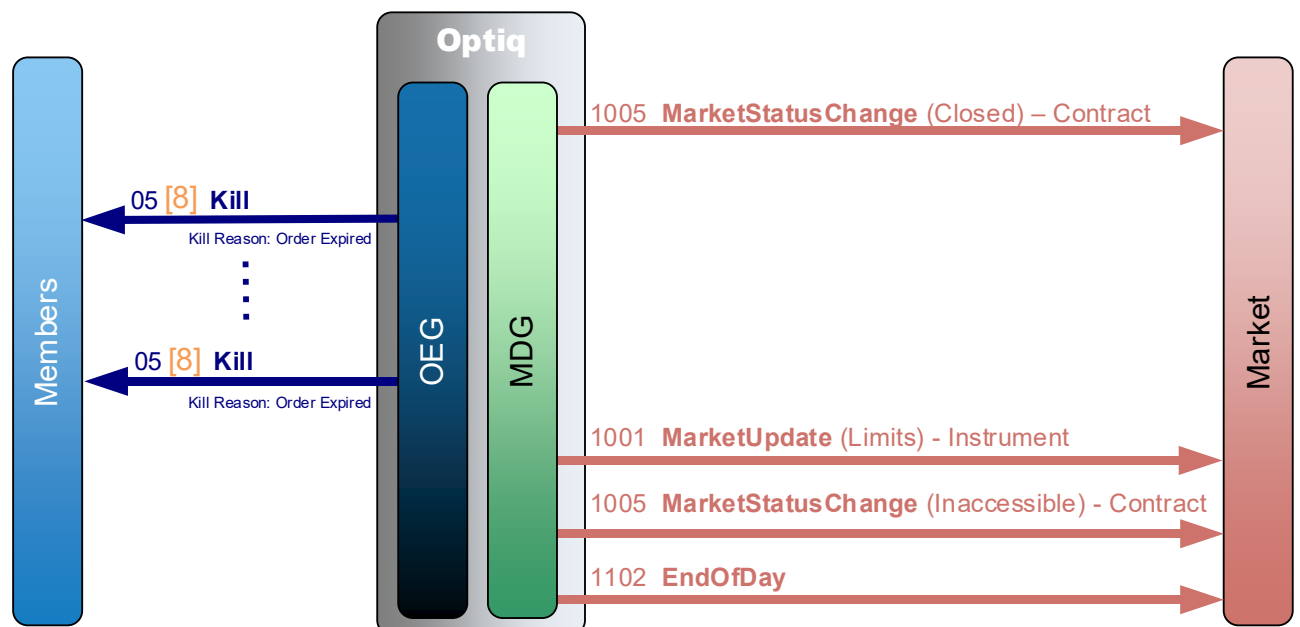 Optiq
1005 MarketStatusChange (Closed) – Contract
05 [8] Kill
Kill Reason: Order Expired
Members
OEG
MDG
Market
05 [8] Kill
Kill Reason: Order Expired
1001 MarketUpdate (Limits) - Instrument
1005 MarketStatusChange (Inaccessible) - Contract
1102 EndOfDay